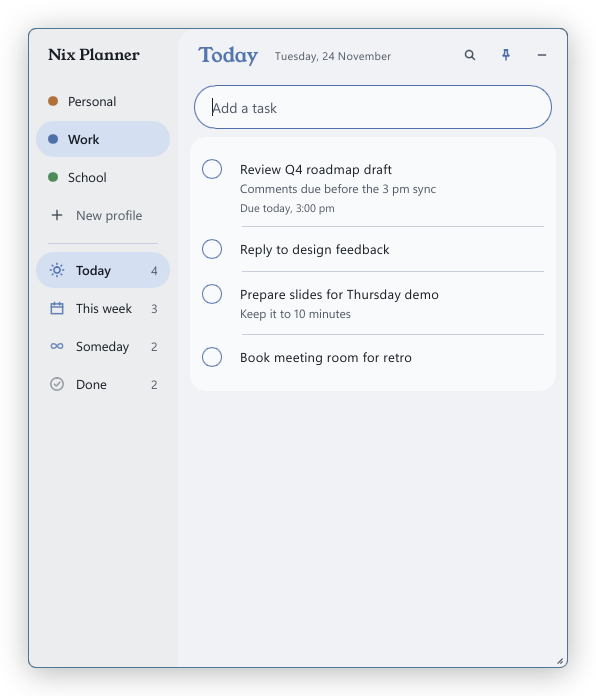 Nix Planner
Personal
Work
School
New profile
Today 4
This week 3
Someday 2
Done 2
Today Tuesday, 24 November
Add a task
Review Q4 roadmap draft
Comments due before the 3 pm sync
Due today, 3:00 pm
Reply to design feedback
Prepare slides for Thursday demo
Keep it to 10 minutes
Book meeting room for retro